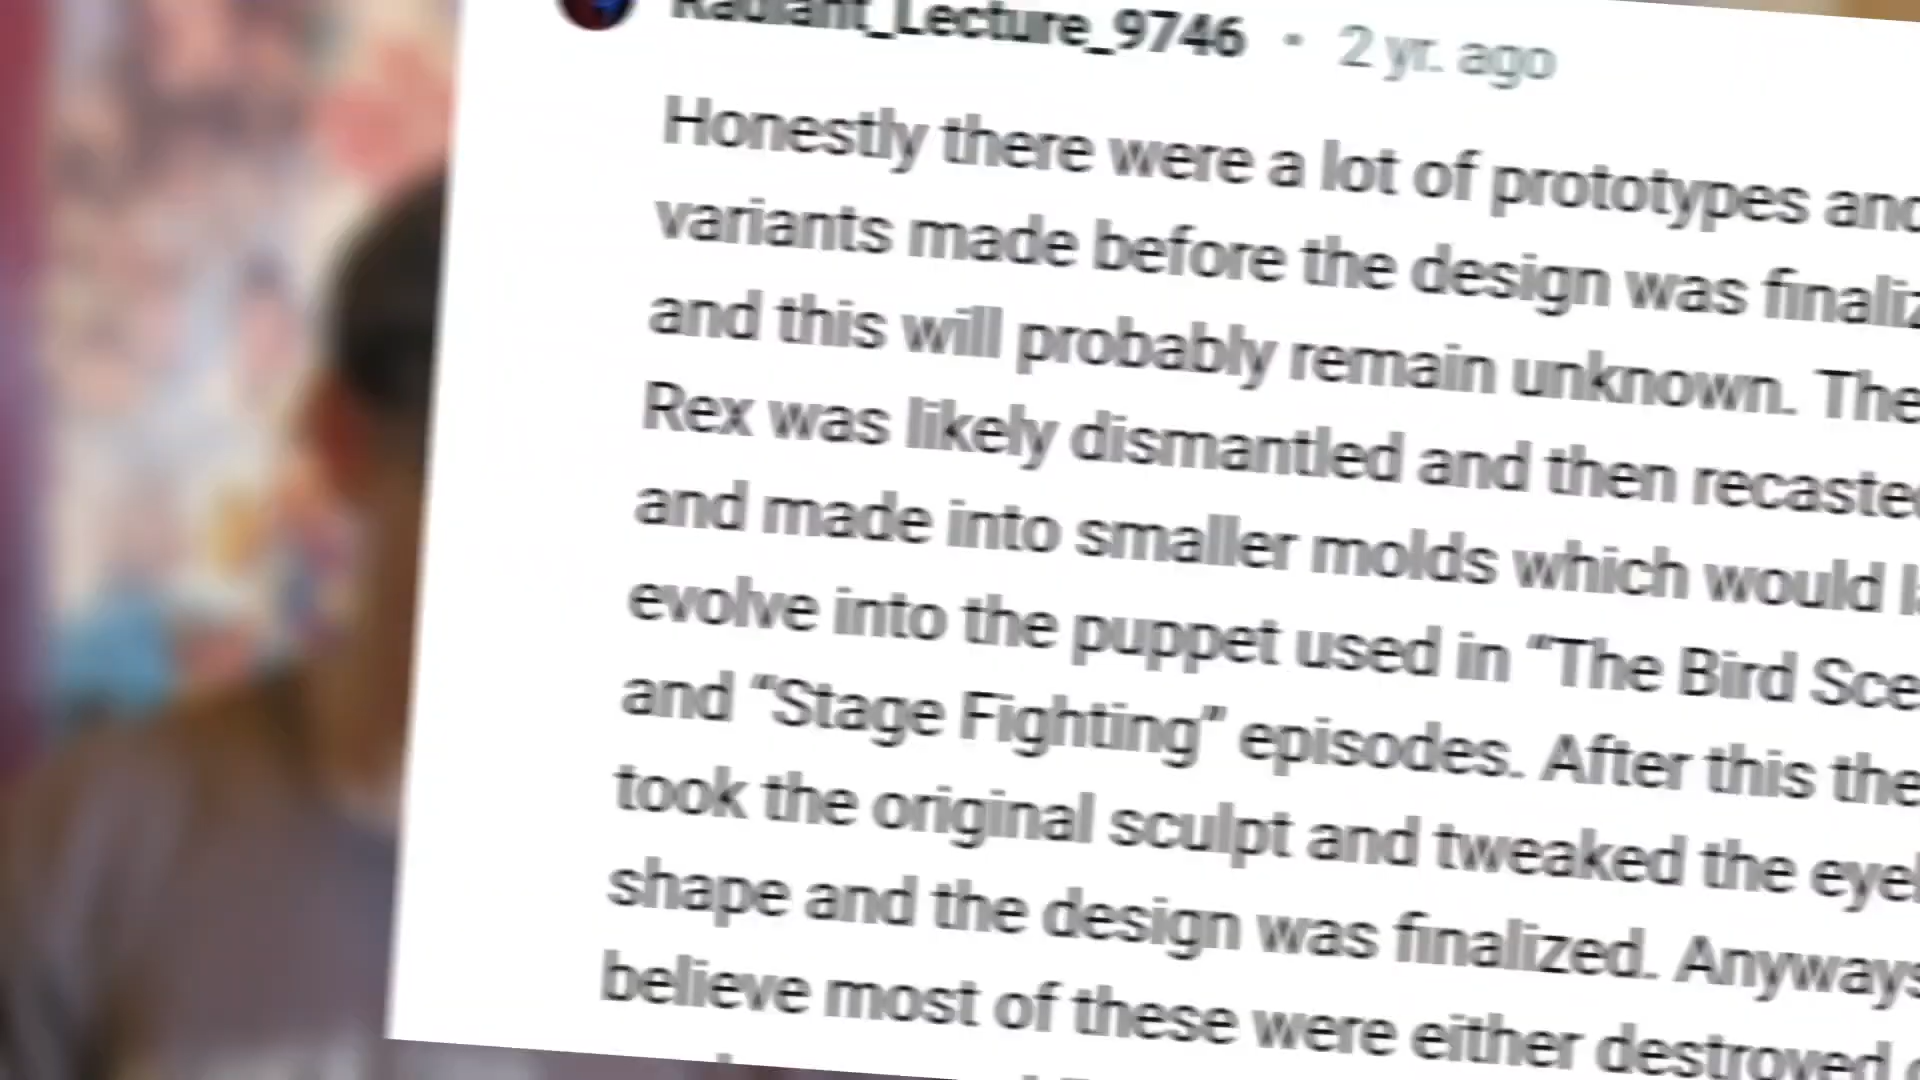 Radiant_Lecture_9746 • 2 yr. ago
Honestly there were a lot of prototypes and
variants made before the design was finaliz
and this will probably remain unknown. The
Rex was likely dismantled and then recasted
and made into smaller molds which would l
evolve into the puppet used in “The Bird Sce
and “Stage Fighting” episodes. After this the
took the original sculpt and tweaked the eyel
shape and the design was finalized. Anyways
believe most of these were either destroyed